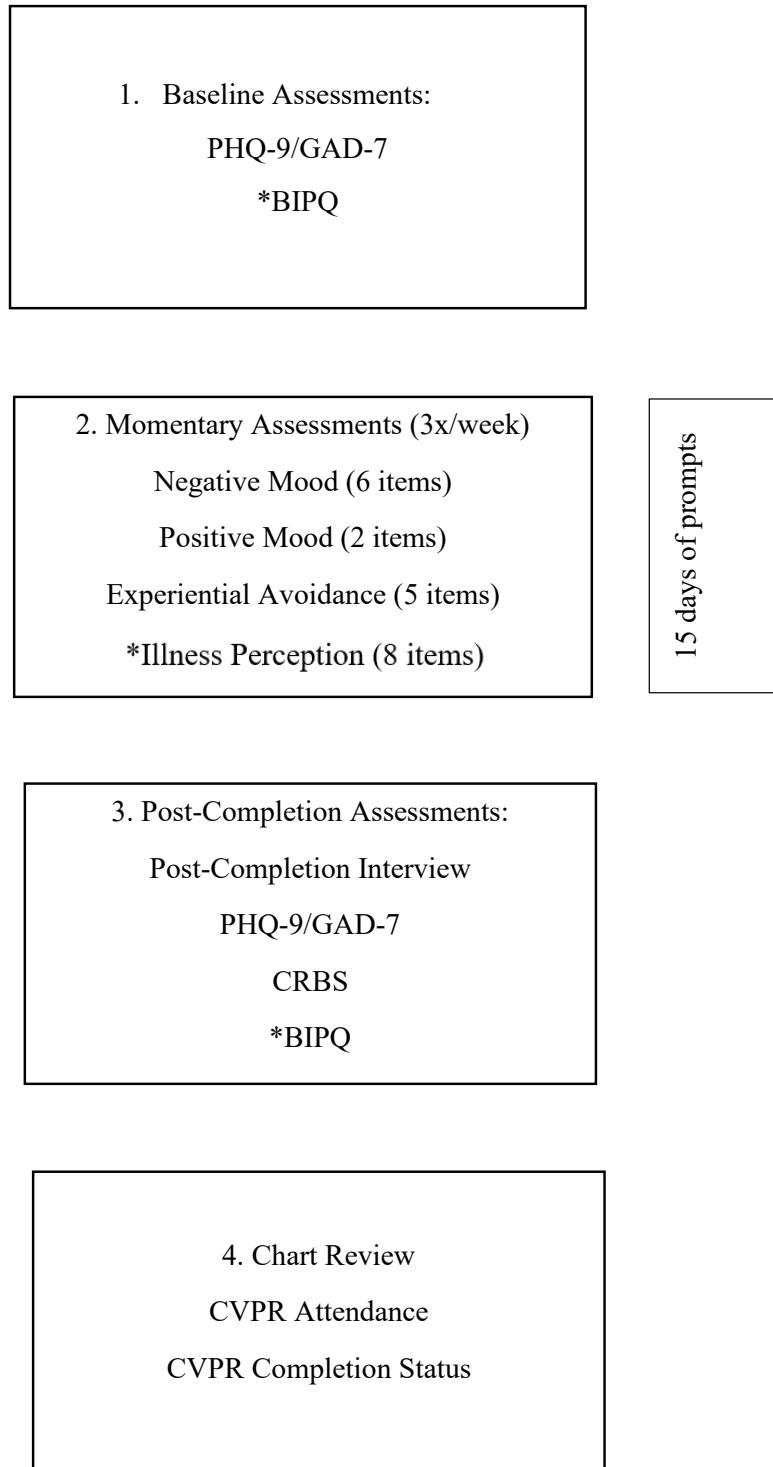 1. Baseline Assessments:
PHQ-9/GAD-7
*BIPQ
2. Momentary Assessments (3x/week)
Negative Mood (6 items)
Positive Mood (2 items)
Experiential Avoidance (5 items)
*Illness Perception (8 items)
15 days of prompts
3. Post-Completion Assessments:
Post-Completion Interview
PHQ-9/GAD-7
CRBS
*BIPQ
4. Chart Review
CVPR Attendance
CVPR Completion Status